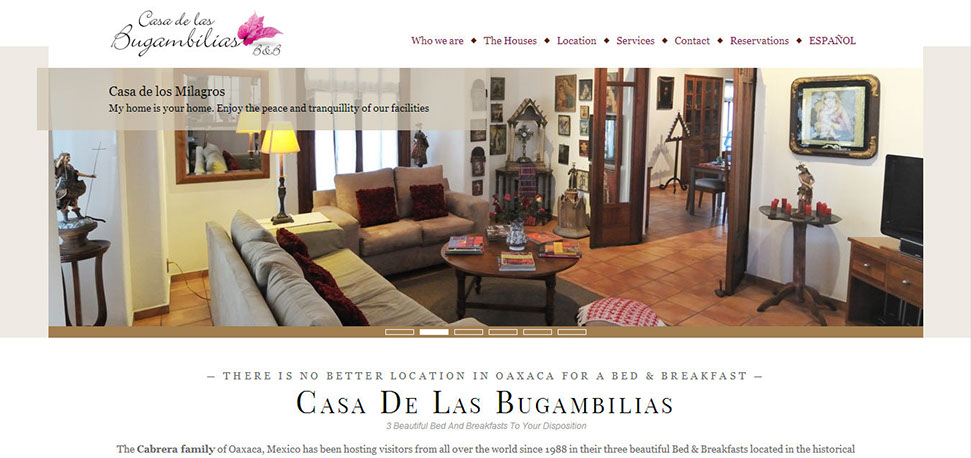 Casa de las
Bugambilias
B&B
Who we are ◆ The Houses ◆ Location ◆ Services ◆ Contact ◆ Reservations ◆ ESPAÑOL
Casa de los Milagros
My home is your home. Enjoy the peace and tranquillity of our facilities
— THERE IS NO BETTER LOCATION IN OAXACA FOR A BED & BREAKFAST —
CASA DE LAS BUGAMBILIAS
3 Beautiful Bed And Breakfasts To Your Disposition
The Cabrera family of Oaxaca, Mexico has been hosting visitors from all over the world since 1988 in their three beautiful Bed & Breakfasts located in the historical